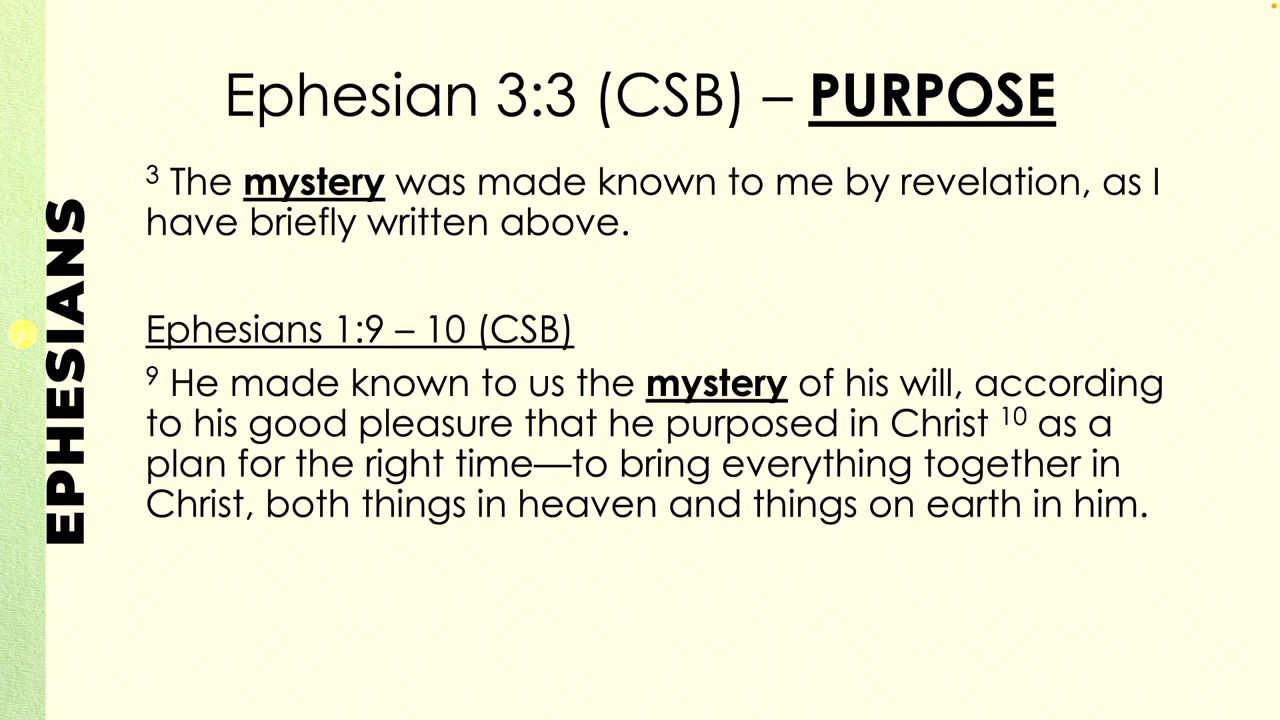 Ephesian 3:3 (CSB) – PURPOSE
3 The mystery was made known to me by revelation, as I
have briefly written above.
Ephesians 1:9 – 10 (CSB)
9 He made known to us the mystery of his will, according
to his good pleasure that he purposed in Christ 10 as a
plan for the right time—to bring everything together in
Christ, both things in heaven and things on earth in him.
EPHESIANS